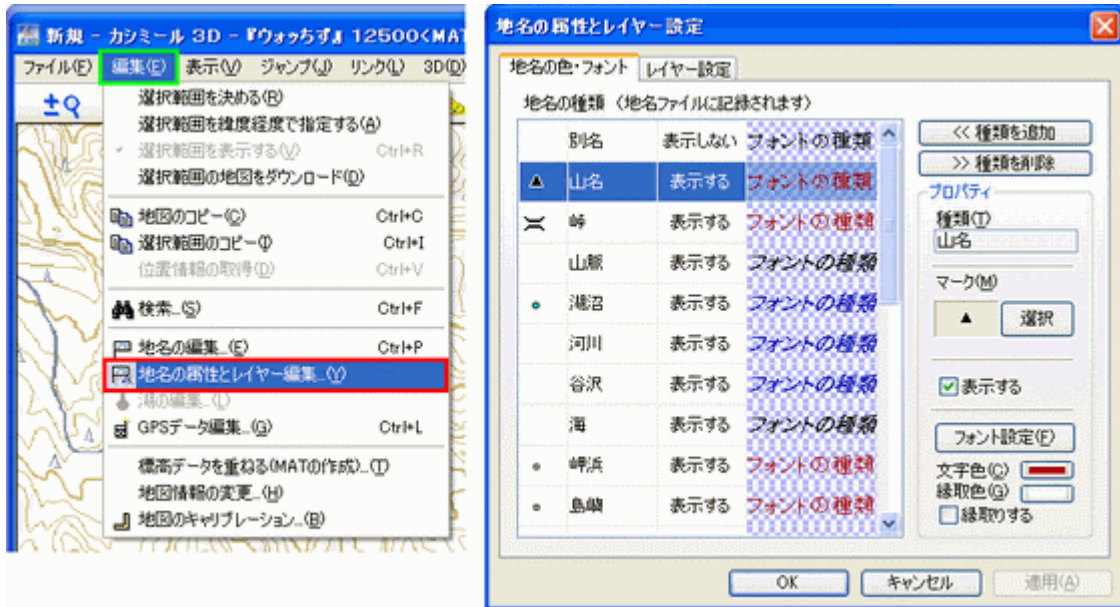 新規 - カシミール 3D - 『ウォッちず』 12500<MA
ファイル(F) 編集(E) 表示(V) ジャンプ(J) リンク(L) 3D(D)
選択範囲を決める(R)
選択範囲を緯度経度で指定する(A)
選択範囲を表示する(V) Ctrl+R
選択範囲の地図をダウンロード(D)
地図のコピー(C) Ctrl+C
選択範囲のコピー(I) Ctrl+I
位置情報の取得(D) Ctrl+V
検索...(S) Ctrl+F
地名の編集...(E) Ctrl+P
地名の属性とレイヤー編集...(Y)
湖の編集...(L)
GPSデータ編集...(G) Ctrl+L
標高データを重ねる(MATの作成)...(T)
地図情報の変更...(H)
地図のキャリブレーション...(B)
地名の属性とレイヤー設定
地名の色・フォント レイヤー設定
地名の種類 (地名ファイルに記録されます)
別名 表示しない フォントの種類
山名 表示する フォントの種類
峠 表示する フォントの種類
山脈 表示する フォントの種類
湖沼 表示する フォントの種類
河川 表示する フォントの種類
谷沢 表示する フォントの種類
海 表示する フォントの種類
岬浜 表示する フォントの種類
島嶼 表示する フォントの種類
<< 種類を追加
>> 種類を削除
プロパティ
種類(T)
山名
マーク(M)
選択
表示する
フォント設定(F)
文字色(C)
縁取色(G)
縁取りする
OK キャンセル 適用(A)